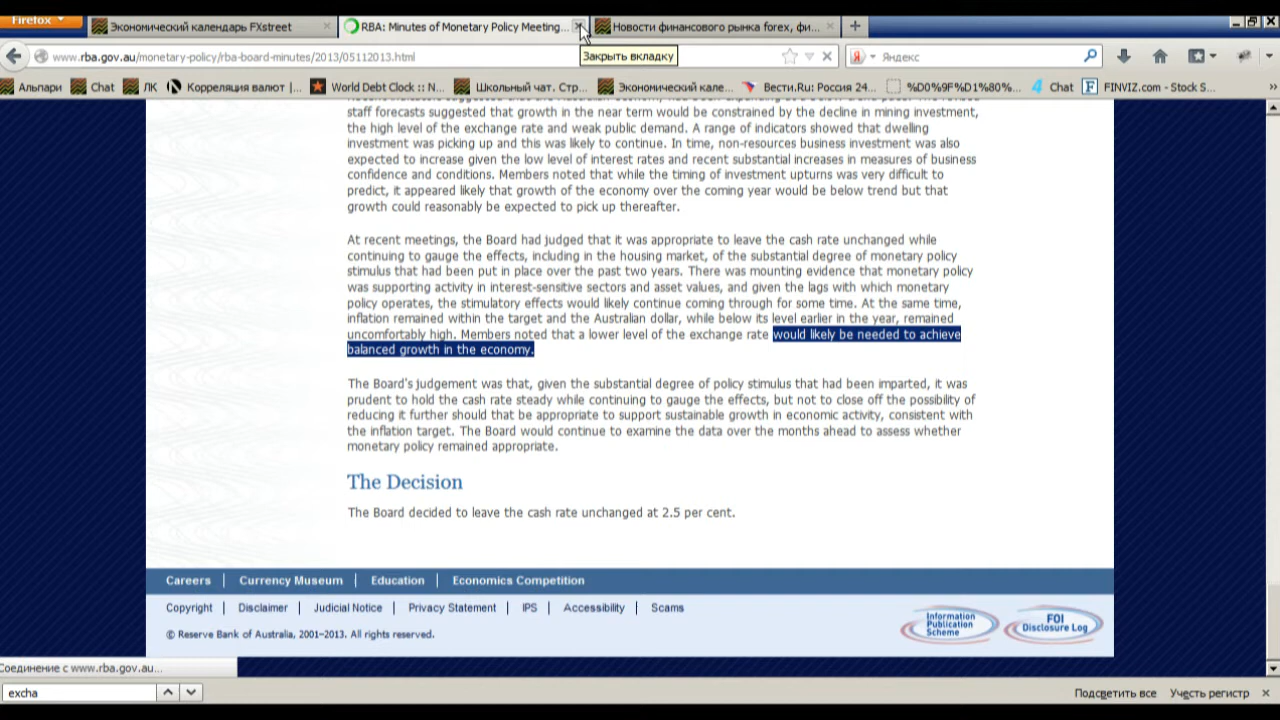 Firefox
Экономический календарь FXstreet
RBA: Minutes of Monetary Policy Meeting...
Новости финансового рынка forex, фи...
www.rba.gov.au/monetary-policy/rba-board-minutes/2013/05112013.html
Закрыть вкладку
Яндекс
Альпари
Chat
ЛК
Корреляция валют |...
World Debt Clock :: N...
Школьный чат. Стр...
Экономический кале...
Вести.Ru: Россия 24...
%D0%9F%D1%80%...
Chat
FINVIZ.com - Stock S...
staff forecasts suggested that growth in the near term would be constrained by the decline in mining investment,
the high level of the exchange rate and weak public demand. A range of indicators showed that dwelling
investment was picking up and this was likely to continue. In time, non-resources business investment was also
expected to increase given the low level of interest rates and recent substantial increases in measures of business
confidence and conditions. Members noted that while the timing of investment upturns was very difficult to
predict, it appeared likely that growth of the economy over the coming year would be below trend but that
growth could reasonably be expected to pick up thereafter.
At recent meetings, the Board had judged that it was appropriate to leave the cash rate unchanged while
continuing to gauge the effects, including in the housing market, of the substantial degree of monetary policy
stimulus that had been put in place over the past two years. There was mounting evidence that monetary policy
was supporting activity in interest-sensitive sectors and asset values, and given the lags with which monetary
policy operates, the stimulatory effects would likely continue coming through for some time. At the same time,
inflation remained within the target and the Australian dollar, while below its level earlier in the year, remained
uncomfortably high. Members noted that a lower level of the exchange rate would likely be needed to achieve
balanced growth in the economy.
The Board's judgement was that, given the substantial degree of policy stimulus that had been imparted, it was
prudent to hold the cash rate steady while continuing to gauge the effects, but not to close off the possibility of
reducing it further should that be appropriate to support sustainable growth in economic activity, consistent with
the inflation target. The Board would continue to examine the data over the months ahead to assess whether
monetary policy remained appropriate.
The Decision
The Board decided to leave the cash rate unchanged at 2.5 per cent.
Careers | Currency Museum | Education | Economics Competition
Copyright | Disclaimer | Judicial Notice | Privacy Statement | IPS | Accessibility | Scams
© Reserve Bank of Australia, 2001–2013. All rights reserved.
Information
Publication
Scheme
FOI
Disclosure Log
Соединение с www.rba.gov.au...
excha
Подсветить все
Учесть регистр